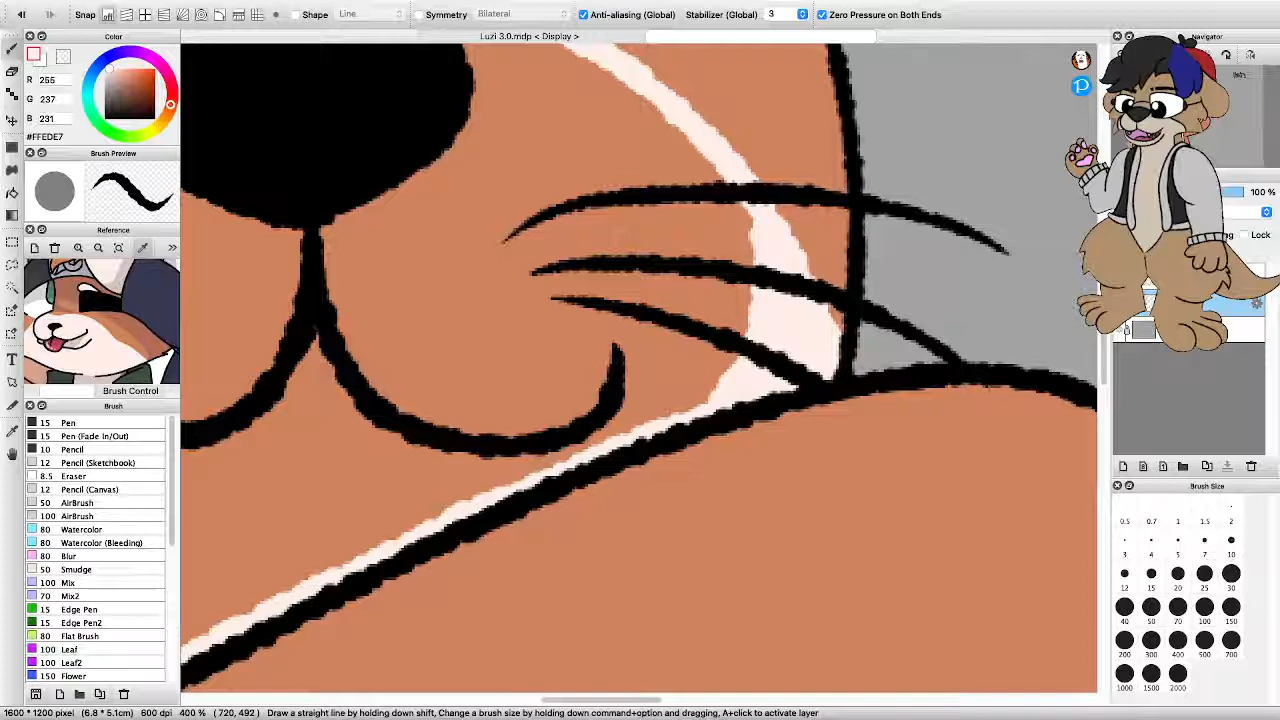 Snap Shape Line Symmetry Bilateral Anti-aliasing (Global) Stabilizer (Global) 3 Zero Pressure on Both Ends
Color
Luzi 3.0.mdp < Display >
Navigator
R 255
G 237
B 231
#FFEDE7
Brush Preview
100 %
Reference
Lock
Brush Control
Brush
15 Pen
15 Pen (Fade In/Out)
10 Pencil
12 Pencil (Sketchbook)
8.5 Eraser
12 Pencil (Canvas)
50 AirBrush
100 AirBrush
80 Watercolor
80 Watercolor (Bleeding)
80 Blur
50 Smudge
100 Mix
70 Mix2
15 Edge Pen
15 Edge Pen2
80 Flat Brush
100 Leaf
100 Leaf2
150 Flower
Brush Size
0.5 0.7 1 1.5 2
3 4 5 7 10
12 15 20 25 30
40 50 70 100 150
200 300 400 500 700
1000 1500 2000
1600 * 1200 pixel (6.8 * 5.1cm) 600 dpi 400 % ( 720, 492 ) Draw a straight line by holding down shift, Change a brush size by holding down command+option and dragging, A+click to activate layer